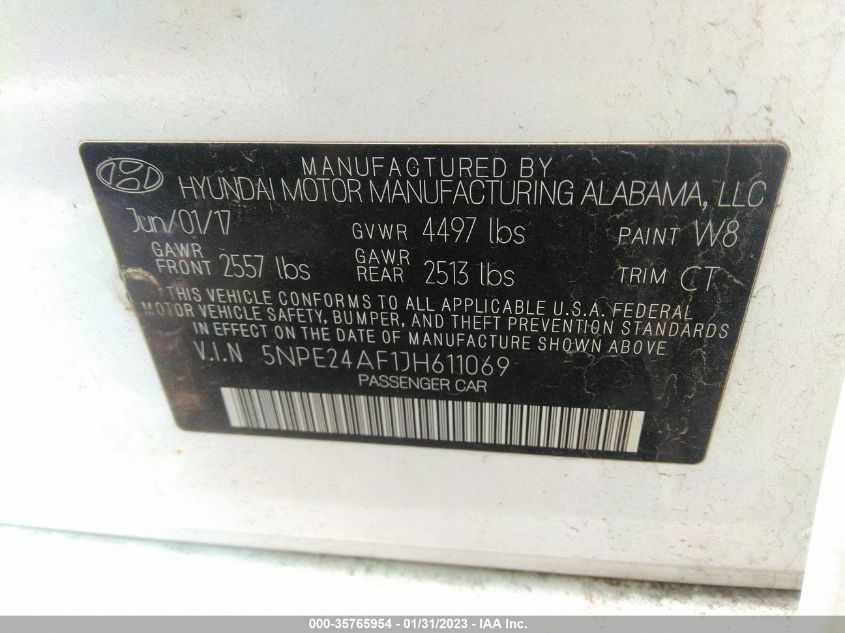 MANUFACTURED BY
HYUNDAI MOTOR MANUFACTURING ALABAMA, LLC
Jun/01/17 GVWR 4497 lbs PAINT W8
GAWR FRONT 2557 lbs GAWR REAR 2513 lbs TRIM CT
THIS VEHICLE CONFORMS TO ALL APPLICABLE U.S.A. FEDERAL
MOTOR VEHICLE SAFETY, BUMPER, AND THEFT PREVENTION STANDARDS
IN EFFECT ON THE DATE OF MANUFACTURE SHOWN ABOVE
V.I.N 5NPE24AF1JH611069
PASSENGER CAR
000-35765954 - 01/31/2023 - IAA Inc.